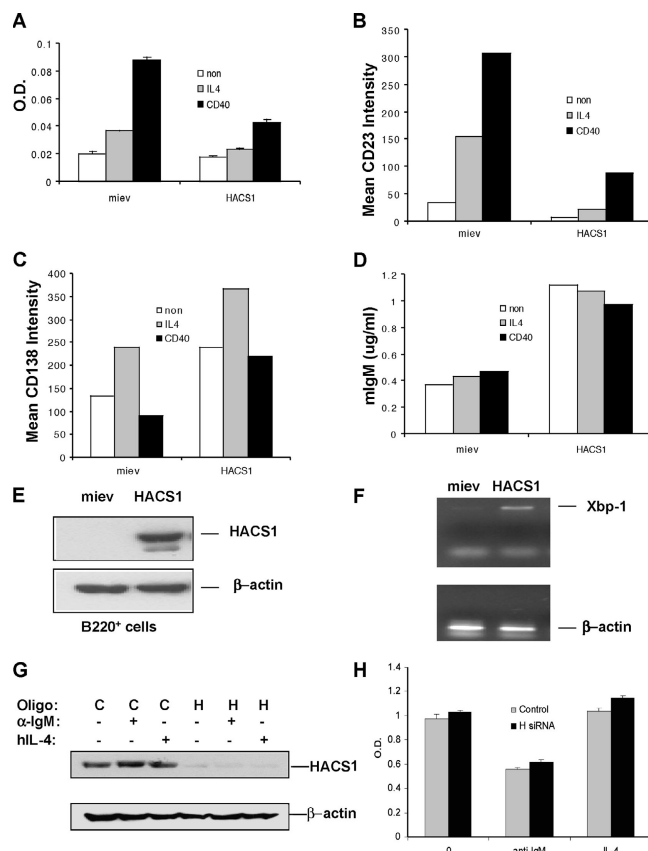 A
O.D.
0.1
0.08
0.06
0.04
0.02
0
non
IL4
CD40
miev
HACS1
B
Mean CD23 Intensity
350
300
250
200
150
100
50
0
non
IL4
CD40
miev
HACS1
C
Mean CD138 Intensity
400
350
300
250
200
150
100
50
0
non
IL4
CD40
miev
HACS1
D
mIgM (ug/ml)
1.2
1
0.8
0.6
0.4
0.2
0
non
IL4
CD40
miev
HACS1
E
miev HACS1
HACS1
β–actin
B220+ cells
F
miev HACS1
Xbp-1
β–actin
G
Oligo: C C C H H H
α-IgM: - + - - + -
hIL-4: - - + - - +
HACS1
β–actin
H
O.D.
1.4
1.2
1
0.8
0.6
0.4
0.2
0
Control
H siRNA
0 anti IgM IL-4